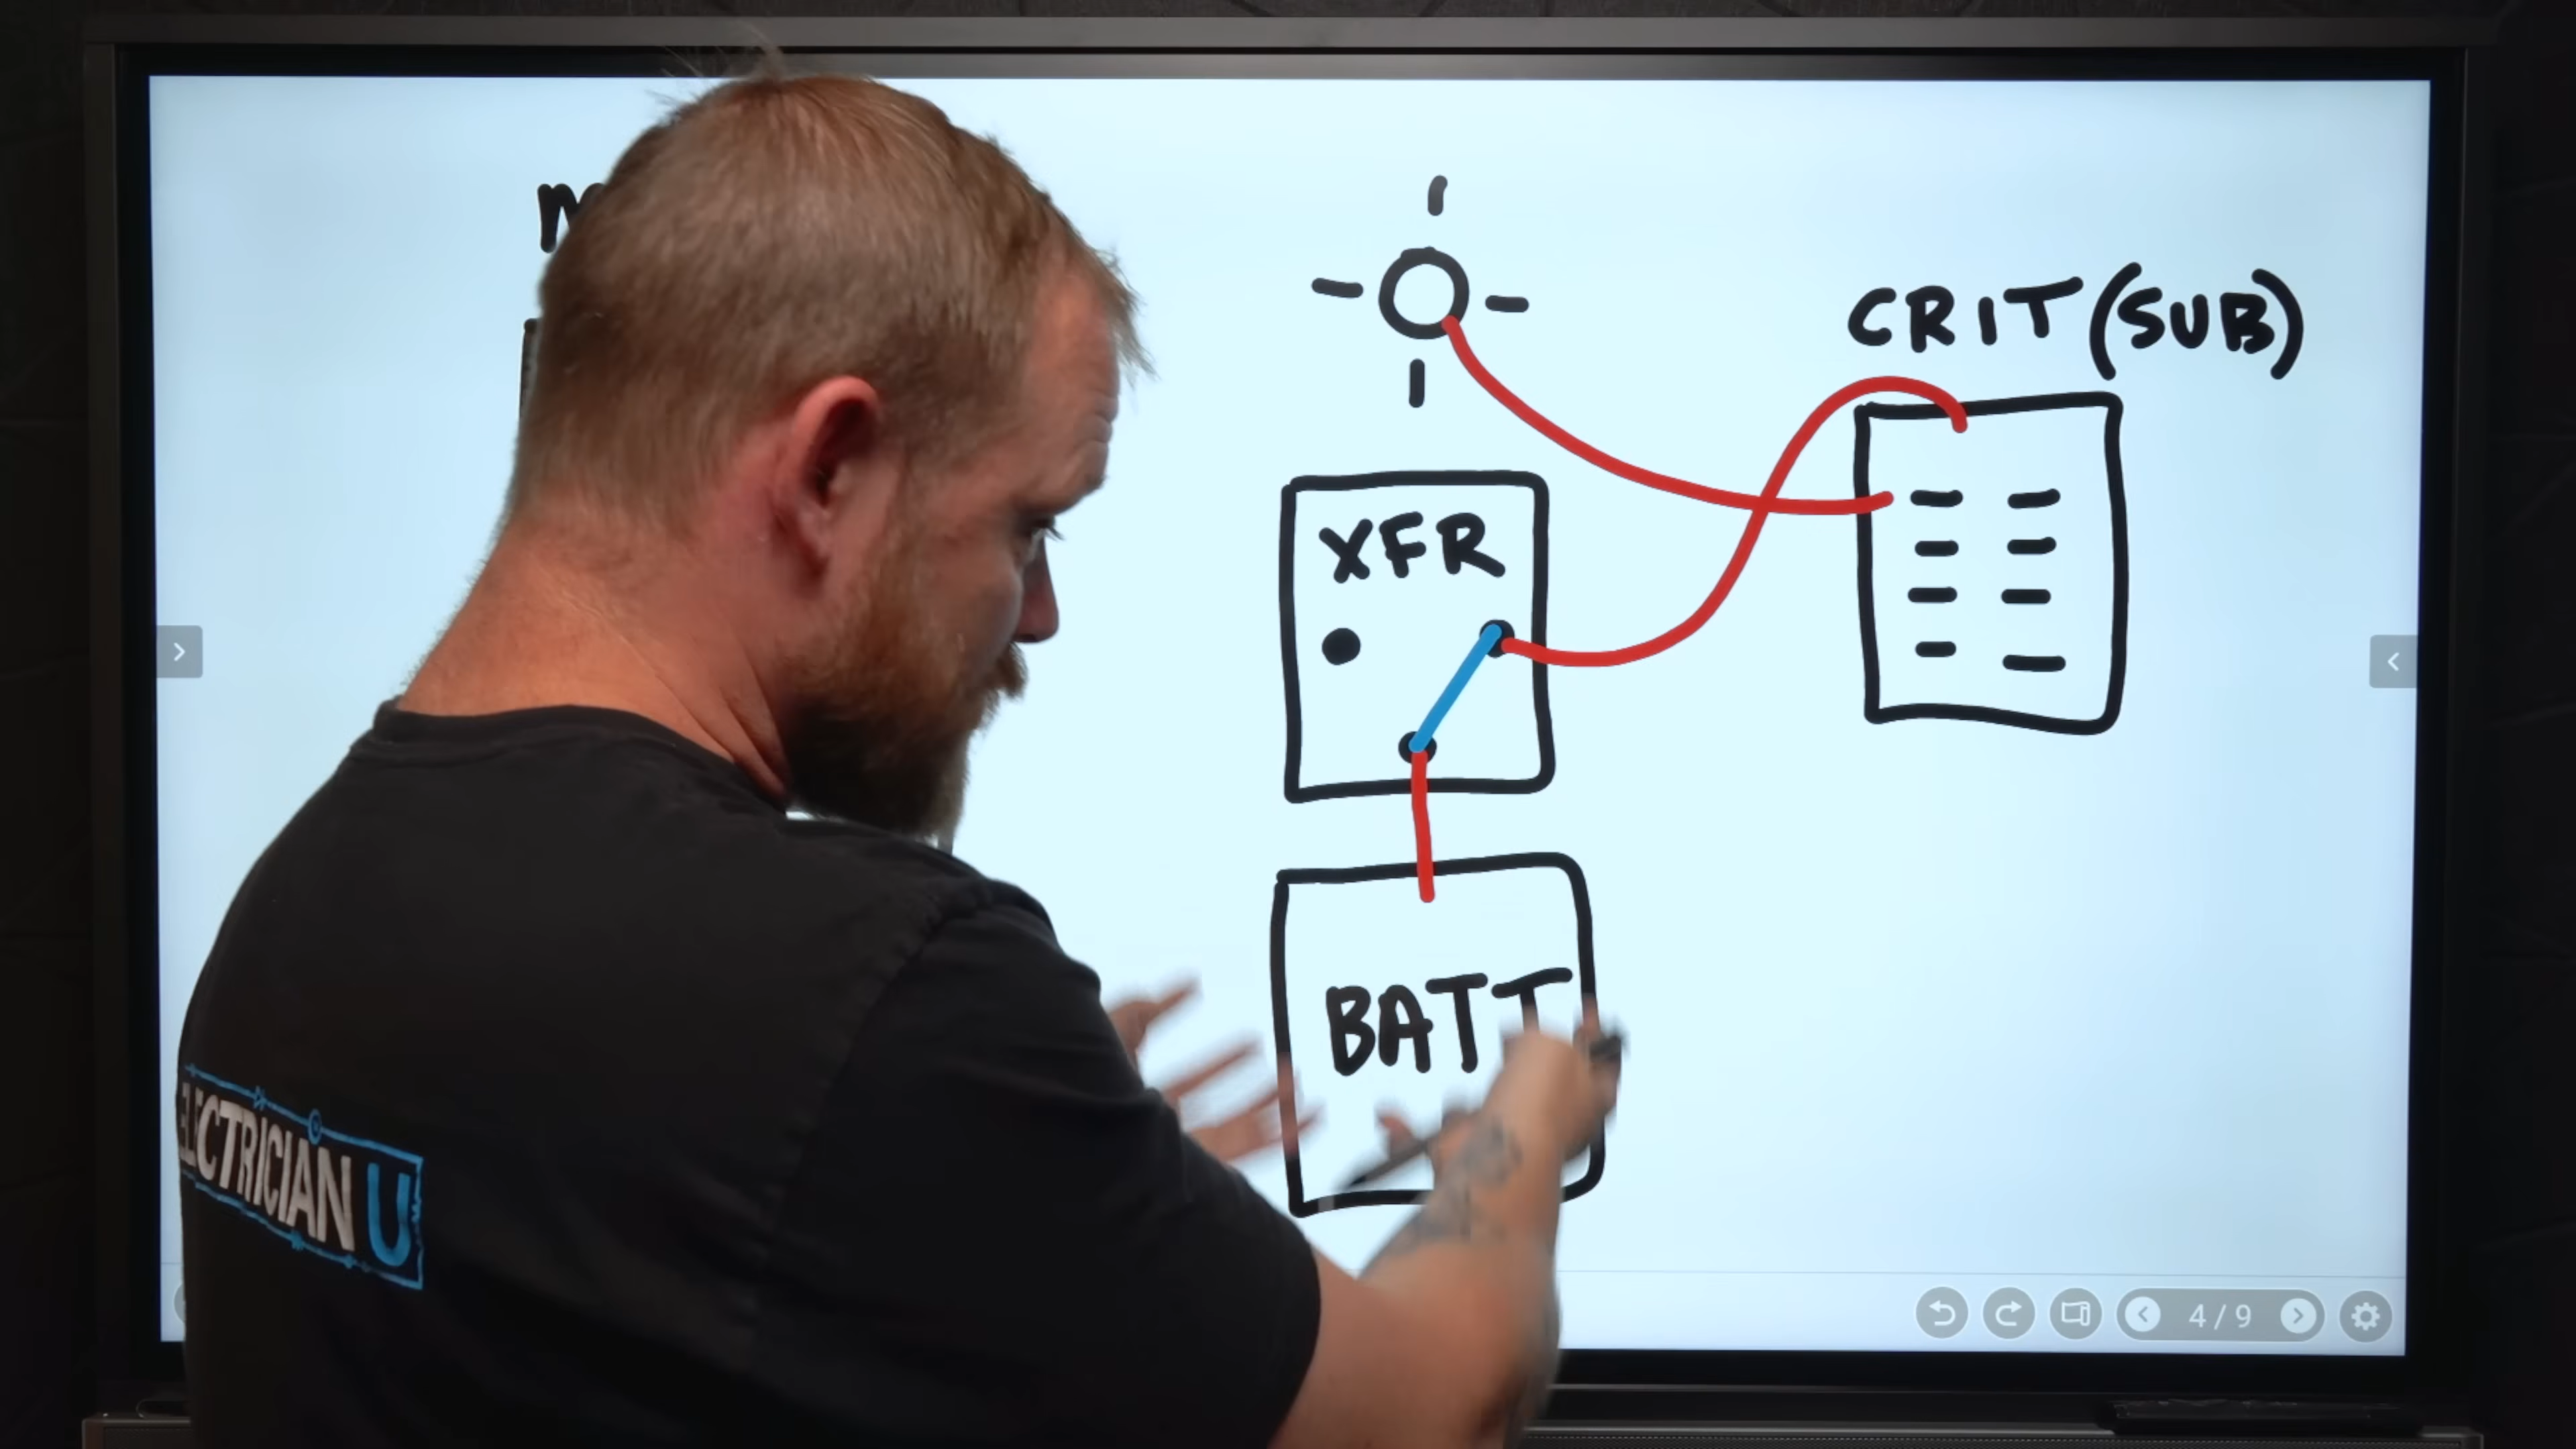 CRIT (SUB)
XFR
BATT
ELECTRICIAN U
4/9